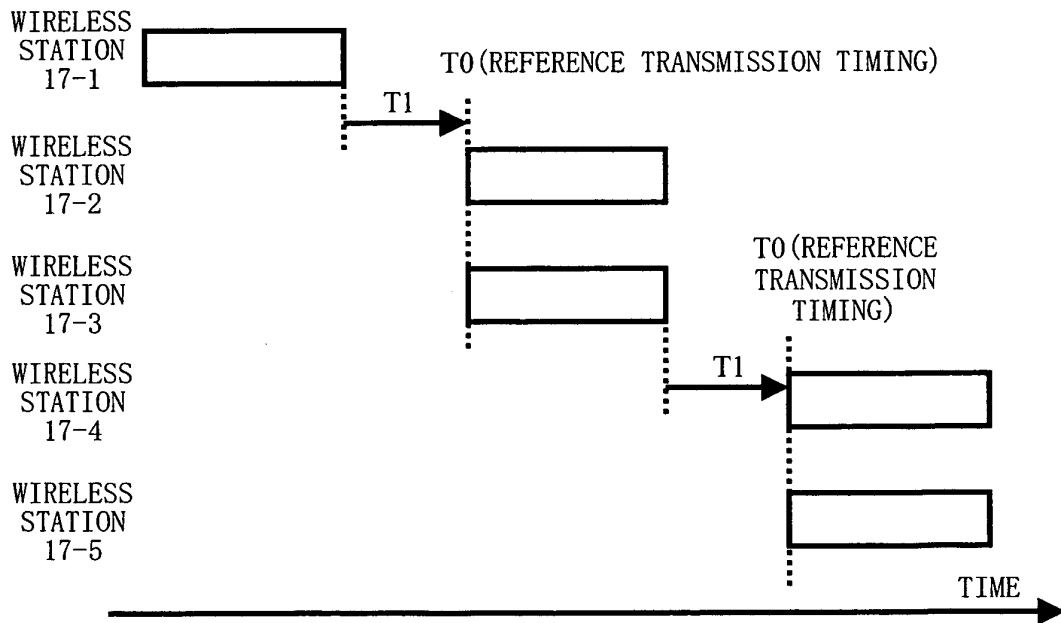 WIRELESS
STATION
17-1
T0(REFERENCE TRANSMISSION TIMING)
T1
WIRELESS
STATION
17-2
WIRELESS
STATION
17-3
T0(REFERENCE
TRANSMISSION
TIMING)
T1
WIRELESS
STATION
17-4
WIRELESS
STATION
17-5
TIME